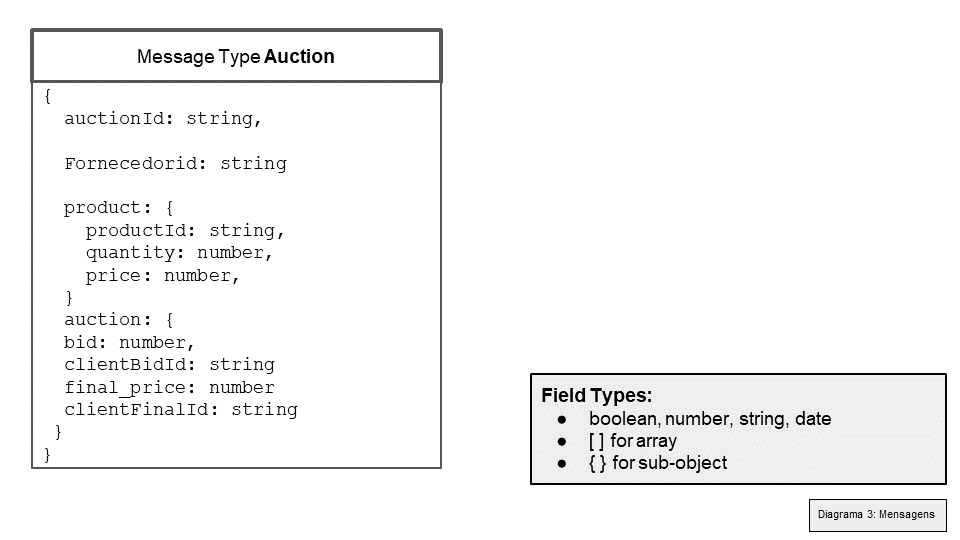 Message Type Auction
{
auctionId: string,
Fornecedorid: string
product: {
productId: string,
quantity: number,
price: number,
}
auction: {
bid: number,
clientBidId: string
final_price: number
clientFinalId: string
}
}
Field Types:
● boolean, number, string, date
● [ ] for array
● { } for sub-object
Diagrama 3: Mensagens